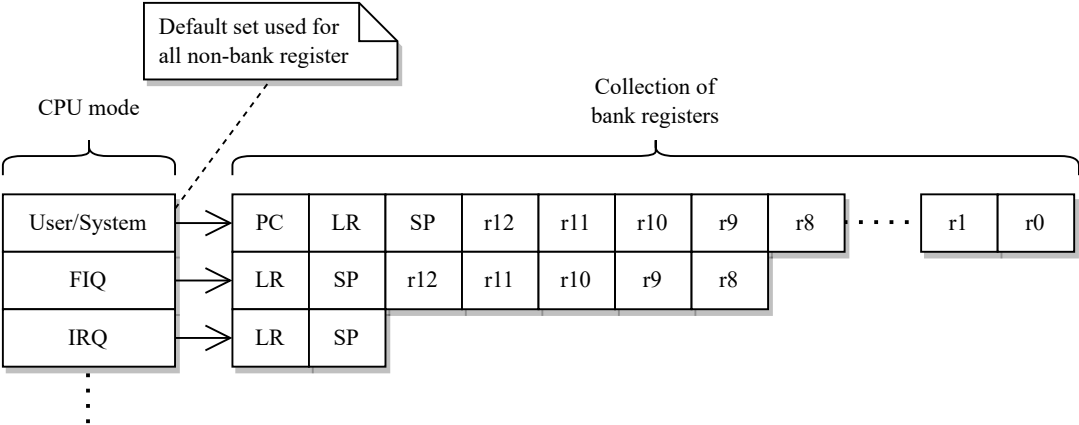 Default set used for
all non-bank register
Collection of
bank registers
CPU mode
User/System PC LR SP r12 r11 r10 r9 r8 r1 r0
FIQ LR SP r12 r11 r10 r9 r8
IRQ LR SP